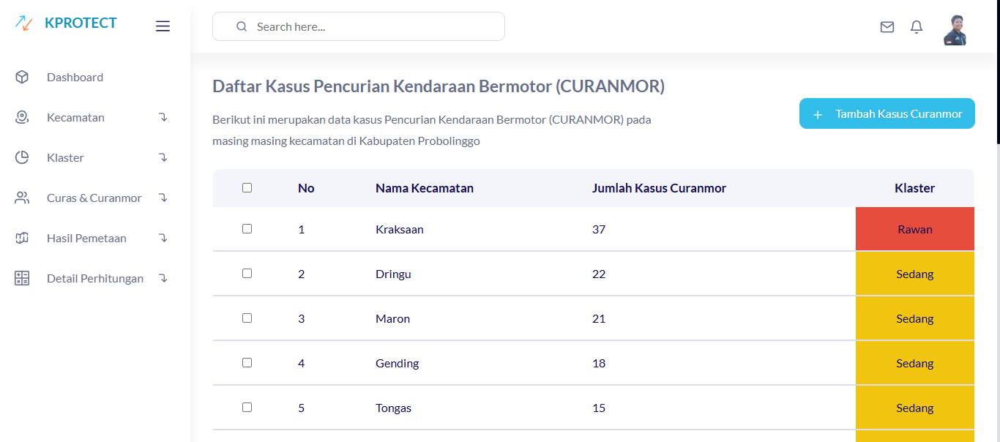 KPROTECT
Search here...
Dashboard
Kecamatan
Klaster
Curas & Curanmor
Hasil Pemetaan
Detail Perhitungan
Daftar Kasus Pencurian Kendaraan Bermotor (CURANMOR)
Berikut ini merupakan data kasus Pencurian Kendaraan Bermotor (CURANMOR) pada
masing masing kecamatan di Kabupaten Probolinggo
+ Tambah Kasus Curanmor
No Nama Kecamatan Jumlah Kasus Curanmor Klaster
1 Kraksaan 37 Rawan
2 Dringu 22 Sedang
3 Maron 21 Sedang
4 Gending 18 Sedang
5 Tongas 15 Sedang